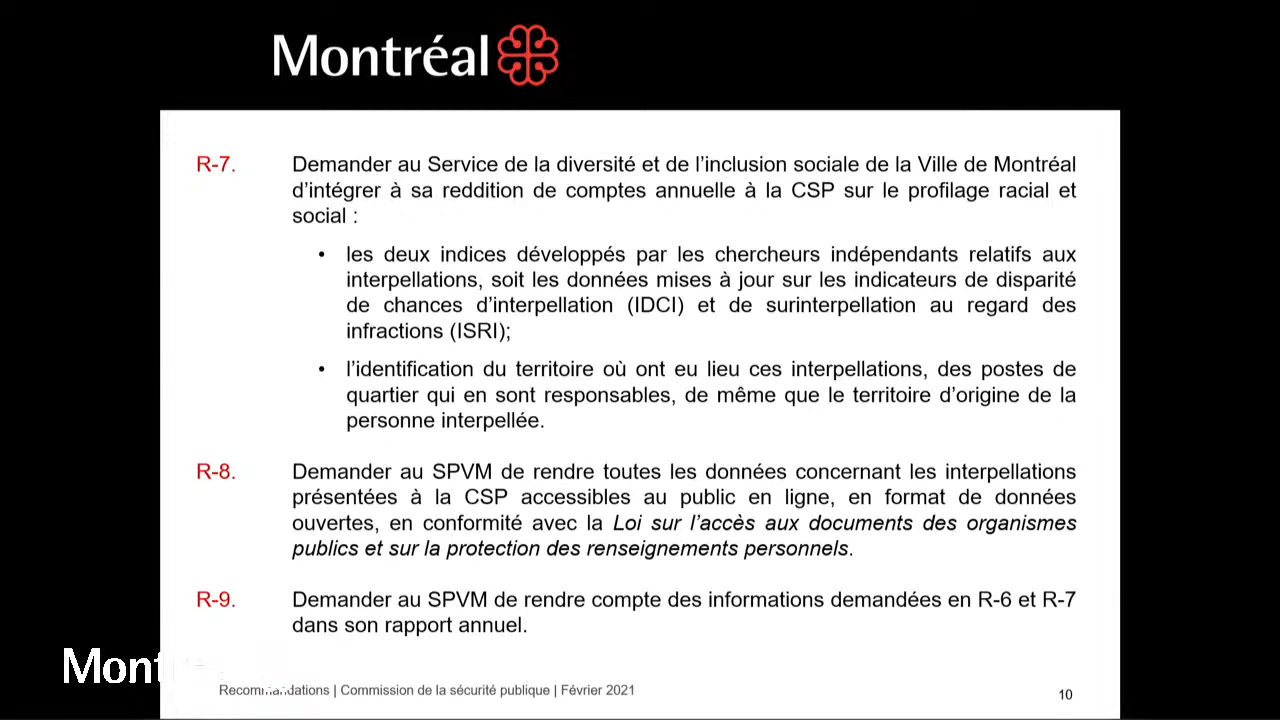 Montréal
R-7. Demander au Service de la diversité et de l’inclusion sociale de la Ville de Montréal
d’intégrer à sa reddition de comptes annuelle à la CSP sur le profilage racial et
social :
• les deux indices développés par les chercheurs indépendants relatifs aux
interpellations, soit les données mises à jour sur les indicateurs de disparité
de chances d’interpellation (IDCI) et de surinterpellation au regard des
infractions (ISRI);
• l’identification du territoire où ont eu lieu ces interpellations, des postes de
quartier qui en sont responsables, de même que le territoire d’origine de la
personne interpellée.
R-8. Demander au SPVM de rendre toutes les données concernant les interpellations
présentées à la CSP accessibles au public en ligne, en format de données
ouvertes, en conformité avec la Loi sur l’accès aux documents des organismes
publics et sur la protection des renseignements personnels.
R-9. Demander au SPVM de rendre compte des informations demandées en R-6 et R-7
dans son rapport annuel.
Recommandations | Commission de la sécurité publique | Février 2021
10